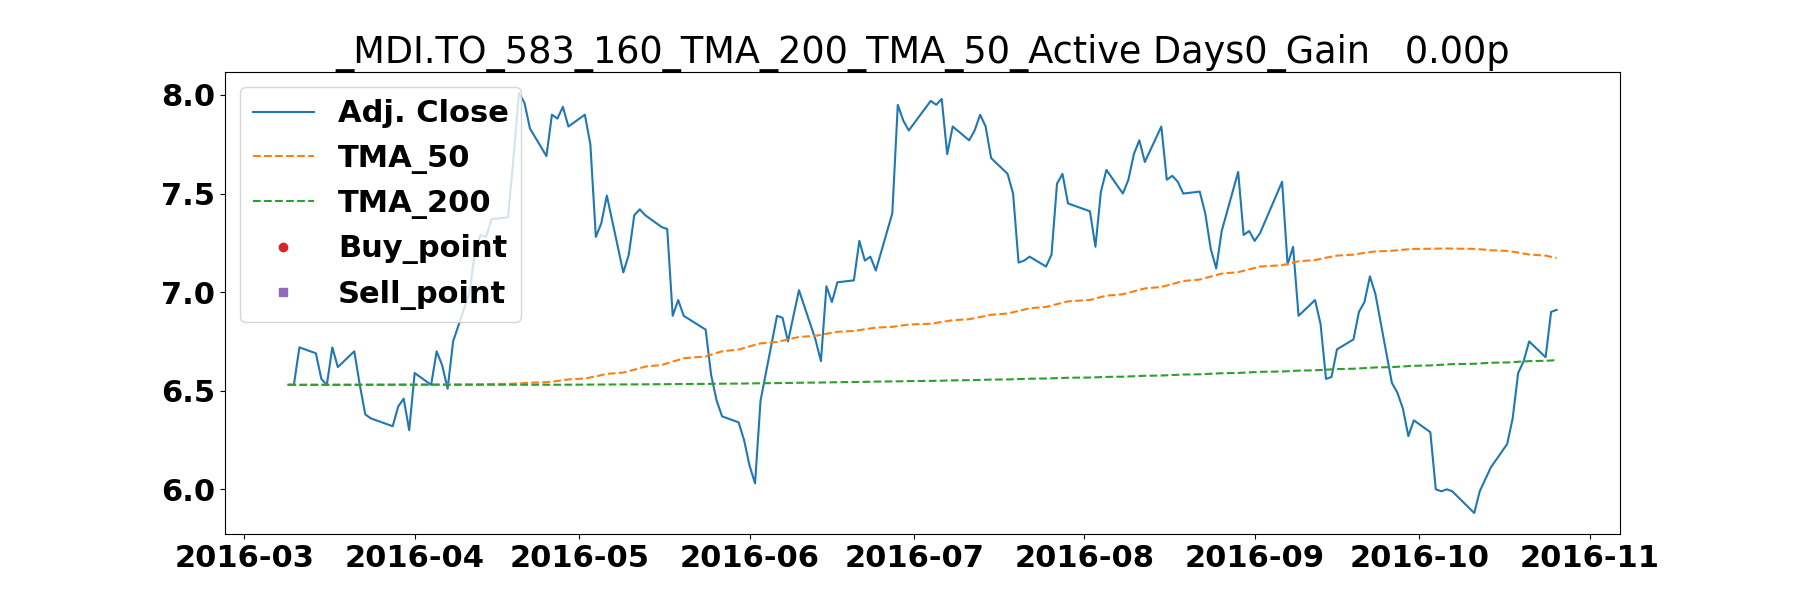 _MDI.TO_583_160_TMA_200_TMA_50_Active Days0_Gain   0.00p
8.0
7.5
7.0
6.5
6.0
Adj. Close
TMA_50
TMA_200
Buy_point
Sell_point
2016-03 2016-04 2016-05 2016-06 2016-07 2016-08 2016-09 2016-10 2016-11